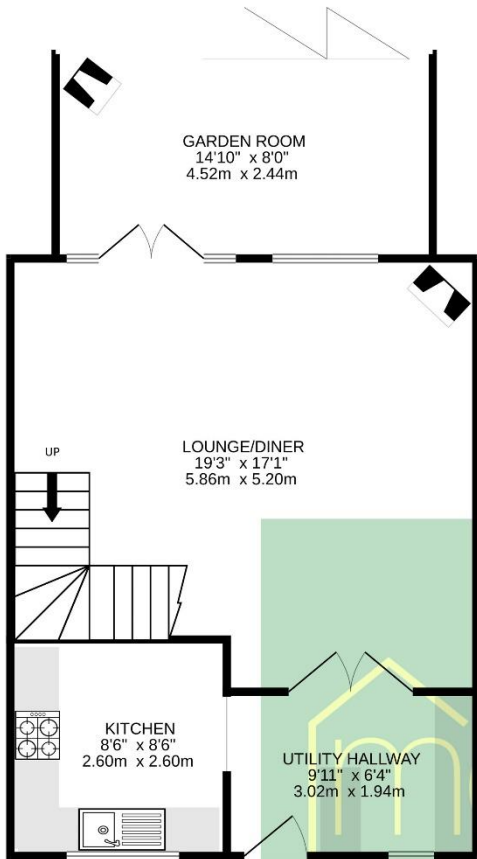 GARDEN ROOM
14'10" x 8'0"
4.52m x 2.44m
LOUNGE/DINER
19'3" x 17'1"
5.86m x 5.20m
UP
KITCHEN
8'6" x 8'6"
2.60m x 2.60m
UTILITY HALLWAY
9'11" x 6'4"
3.02m x 1.94m